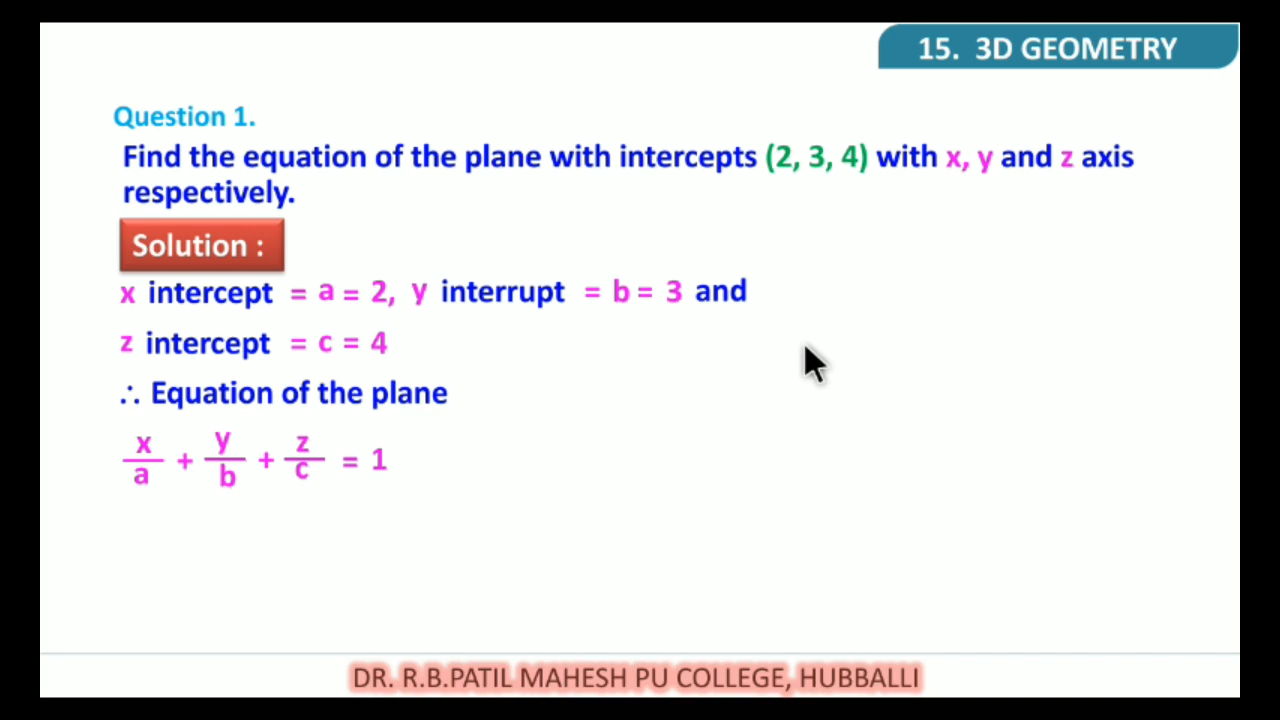 15. 3D GEOMETRY
Question 1.
Find the equation of the plane with intercepts (2, 3, 4) with x, y and z axis
respectively.
Solution :
x intercept = a = 2, y interrupt = b = 3 and
z intercept = c = 4
∴ Equation of the plane
x/a + y/b + z/c = 1
DR. R.B.PATIL MAHESH PU COLLEGE, HUBBALLI